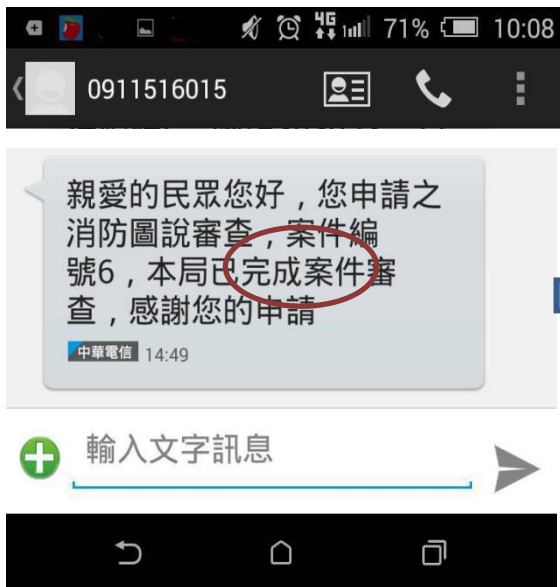 4G 71% 10:08
0911516015
親愛的民眾您好，您申請之
消防圖說審查，案件編
號6，本局已完成案件審
查，感謝您的申請
中華電信 14:49
輸入文字訊息